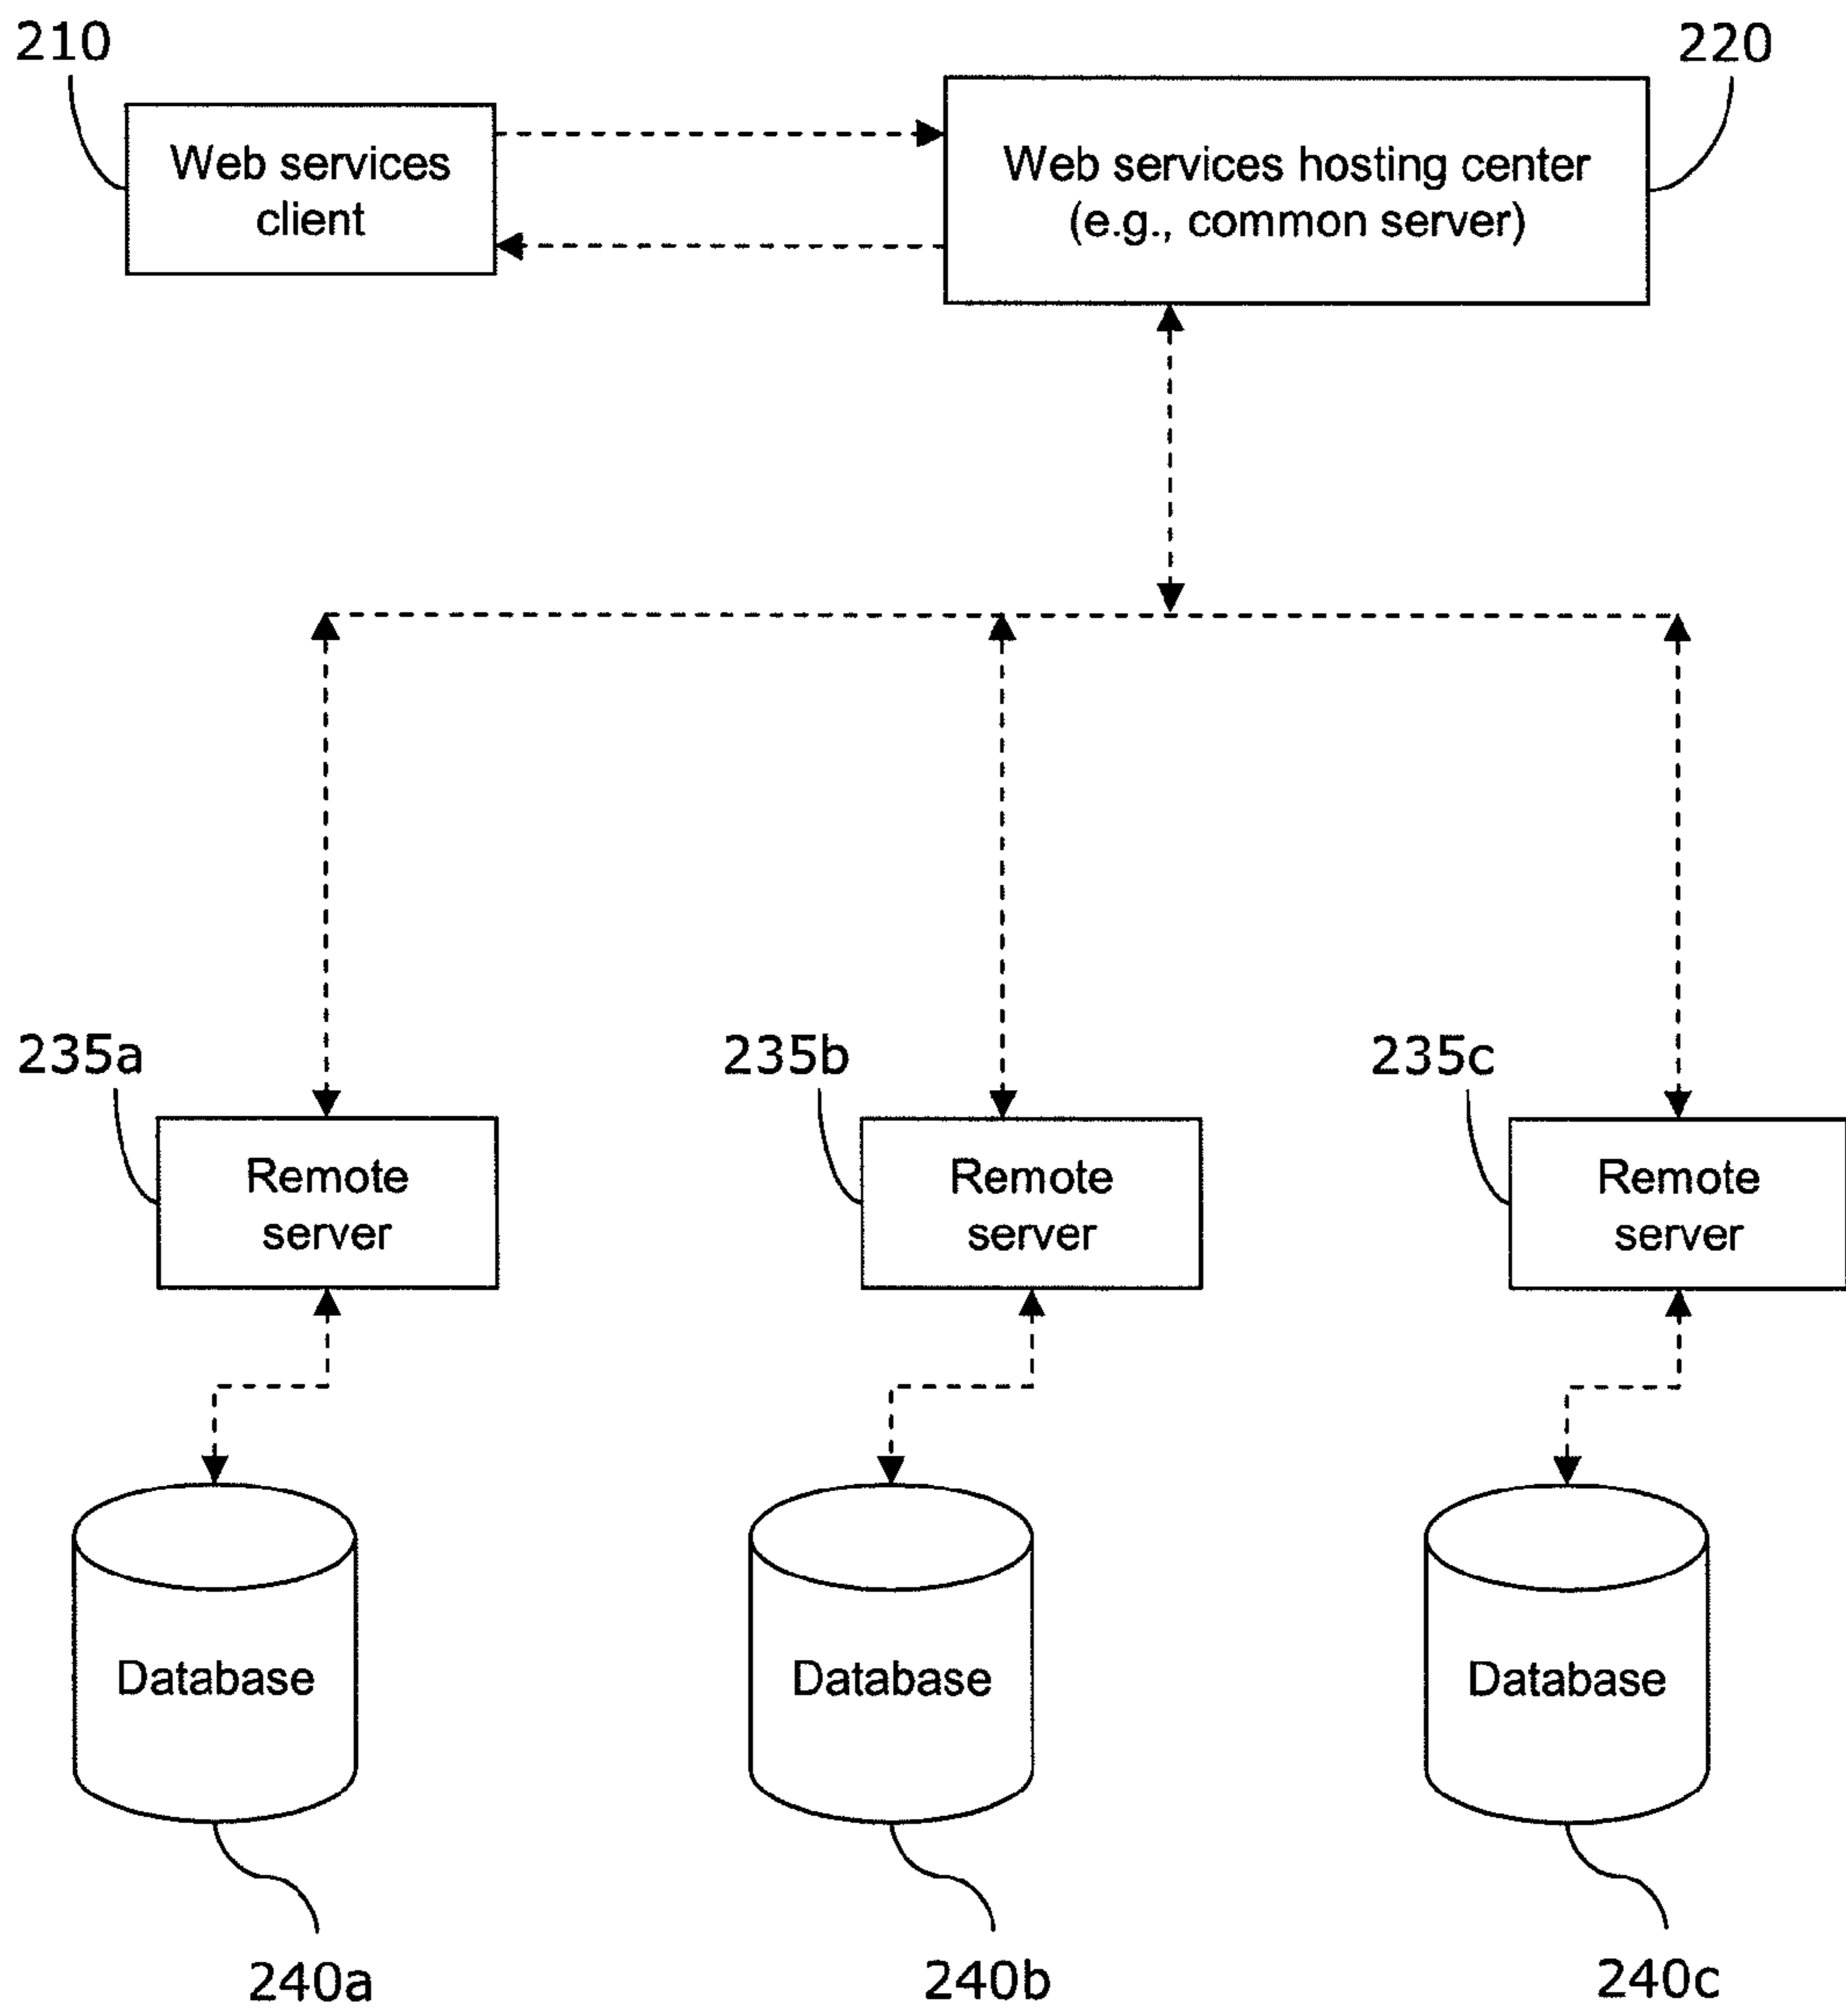 210
220
Web services
client
Web services hosting center
(e.g., common server)
235a
235b
235c
Remote
server
Remote
server
Remote
server
Database
Database
Database
240a
240b
240c